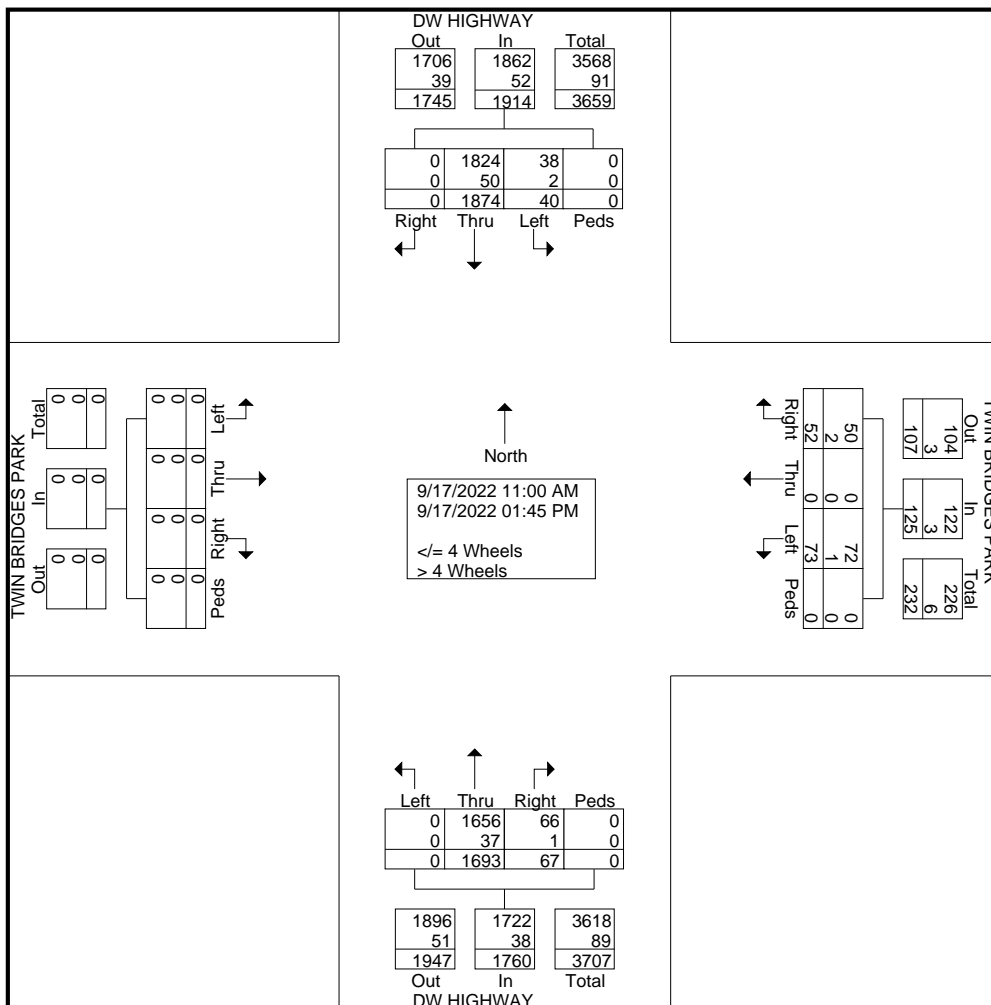 DW HIGHWAY
Out In Total
1706 1862 3568
39 52 91
1745 1914 3659
0 1824 38 0
0 50 2 0
0 1874 40 0
Right Thru Left Peds
TWIN BRIDGES PARK
Total In Out
0 0 0
0 0 0
0 0 0
Left Thru Right Peds
0 0 0 0
0 0 0 0
0 0 0 0
North
9/17/2022 11:00 AM
9/17/2022 01:45 PM
</= 4 Wheels
> 4 Wheels
Right Thru Left Peds
50 0 72 0
2 0 1 0
52 0 73 0
TWIN BRIDGES PARK
Out In Total
104 122 226
3 3 6
107 125 232
Left Thru Right Peds
0 1656 66 0
0 37 1 0
0 1693 67 0
1896 1722 3618
51 38 89
1947 1760 3707
Out In Total
DW HIGHWAY